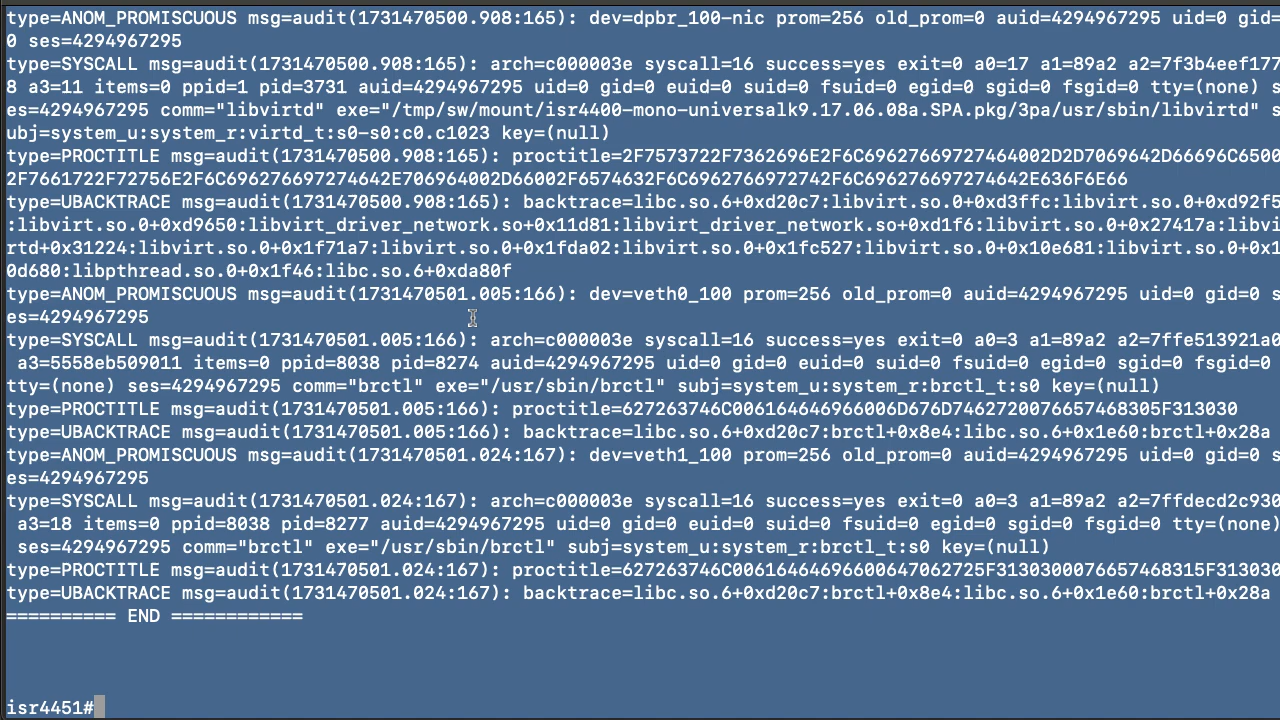 type=ANOM_PROMISCUOUS msg=audit(1731470500.908:165): dev=dpbr_100-nic prom=256 old_prom=0 auid=4294967295 uid=0 gid=
0 ses=4294967295
type=SYSCALL msg=audit(1731470500.908:165): arch=c000003e syscall=16 success=yes exit=0 a0=17 a1=89a2 a2=7f3b4eef177
8 a3=11 items=0 ppid=1 pid=3731 auid=4294967295 uid=0 gid=0 euid=0 suid=0 fsuid=0 egid=0 sgid=0 fsgid=0 tty=(none) s
es=4294967295 comm="libvirtd" exe="/tmp/sw/mount/isr4400-mono-universalk9.17.06.08a.SPA.pkg/3pa/usr/sbin/libvirtd" s
ubj=system_u:system_r:virtd_t:s0-s0:c0.c1023 key=(null)
type=PROCTITLE msg=audit(1731470500.908:165): proctitle=2F7573722F7362696E2F6C69627669727464002D2D7069642D66696C6500
2F7661722F72756E2F6C696276697274642E706964002D66002F6574632F6C6962766972742F6C696276697274642E636F6E66
type=UBACKTRACE msg=audit(1731470500.908:165): backtrace=libc.so.6+0xd20c7:libvirt.so.0+0xd3ffc:libvirt.so.0+0xd92f5
:libvirt.so.0+0xd9650:libvirt_driver_network.so+0x11d81:libvirt_driver_network.so+0xd1f6:libvirt.so.0+0x27417a:libvi
rtd+0x31224:libvirt.so.0+0x1f71a7:libvirt.so.0+0x1fda02:libvirt.so.0+0x1fc527:libvirt.so.0+0x10e681:libvirt.so.0+0x1
0d680:libpthread.so.0+0x1f46:libc.so.6+0xda80f
type=ANOM_PROMISCUOUS msg=audit(1731470501.005:166): dev=veth0_100 prom=256 old_prom=0 auid=4294967295 uid=0 gid=0 s
es=4294967295
type=SYSCALL msg=audit(1731470501.005:166): arch=c000003e syscall=16 success=yes exit=0 a0=3 a1=89a2 a2=7ffe513921a0
a3=5558eb509011 items=0 ppid=8038 pid=8274 auid=4294967295 uid=0 gid=0 euid=0 suid=0 fsuid=0 egid=0 sgid=0 fsgid=0
tty=(none) ses=4294967295 comm="brctl" exe="/usr/sbin/brctl" subj=system_u:system_r:brctl_t:s0 key=(null)
type=PROCTITLE msg=audit(1731470501.005:166): proctitle=627263746C006164646966006D676D7462720076657468305F313030
type=UBACKTRACE msg=audit(1731470501.005:166): backtrace=libc.so.6+0xd20c7:brctl+0x8e4:libc.so.6+0x1e60:brctl+0x28a
type=ANOM_PROMISCUOUS msg=audit(1731470501.024:167): dev=veth1_100 prom=256 old_prom=0 auid=4294967295 uid=0 gid=0 s
es=4294967295
type=SYSCALL msg=audit(1731470501.024:167): arch=c000003e syscall=16 success=yes exit=0 a0=3 a1=89a2 a2=7ffdecd2c930
a3=18 items=0 ppid=8038 pid=8277 auid=4294967295 uid=0 gid=0 euid=0 suid=0 fsuid=0 egid=0 sgid=0 fsgid=0 tty=(none)
ses=4294967295 comm="brctl" exe="/usr/sbin/brctl" subj=system_u:system_r:brctl_t:s0 key=(null)
type=PROCTITLE msg=audit(1731470501.024:167): proctitle=627263746C00616464696600647062725F3130300076657468315F313030
type=UBACKTRACE msg=audit(1731470501.024:167): backtrace=libc.so.6+0xd20c7:brctl+0x8e4:libc.so.6+0x1e60:brctl+0x28a
========== END ============
isr4451#